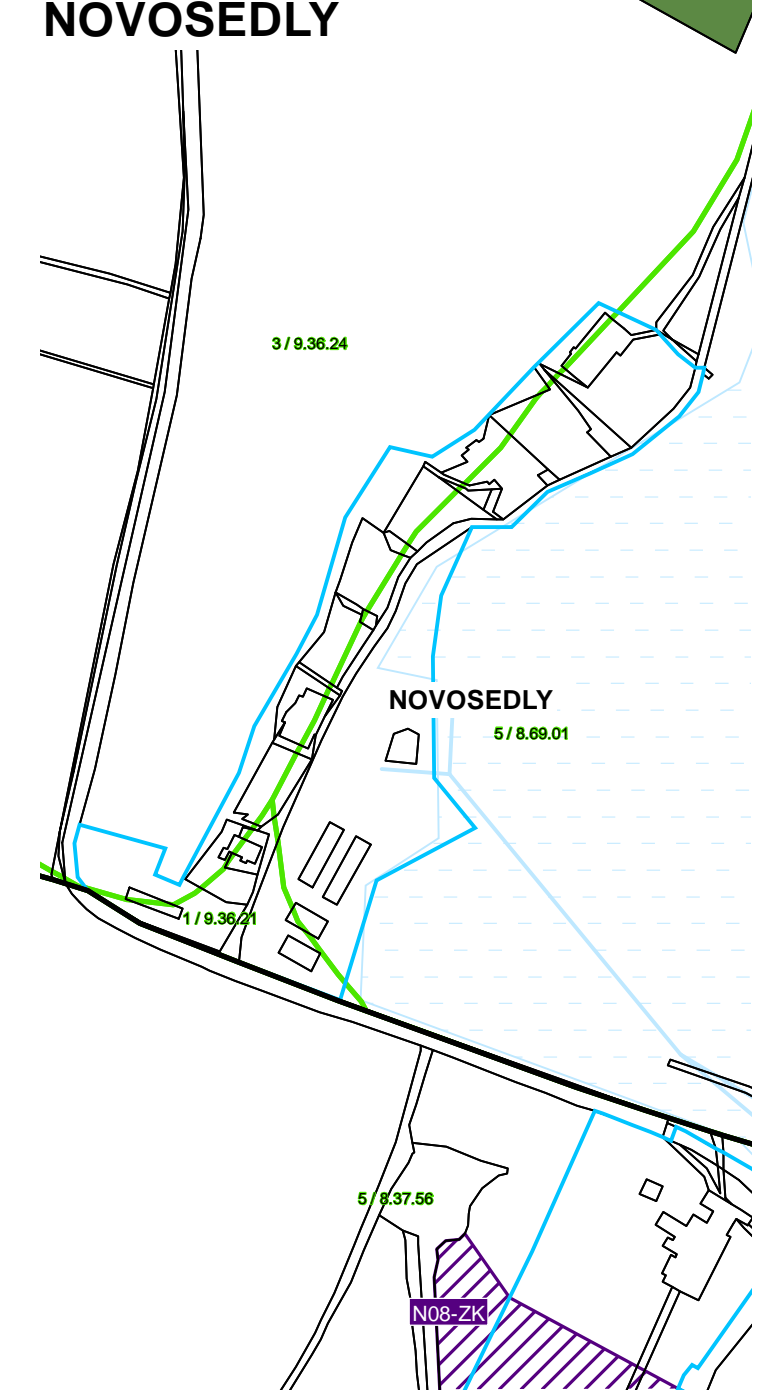 NOVOSEDLY
3 / 9.36.24
NOVOSEDLY
5 / 8.69.01
1 / 9.36.21
5 / 8.37.56
N08-ZK